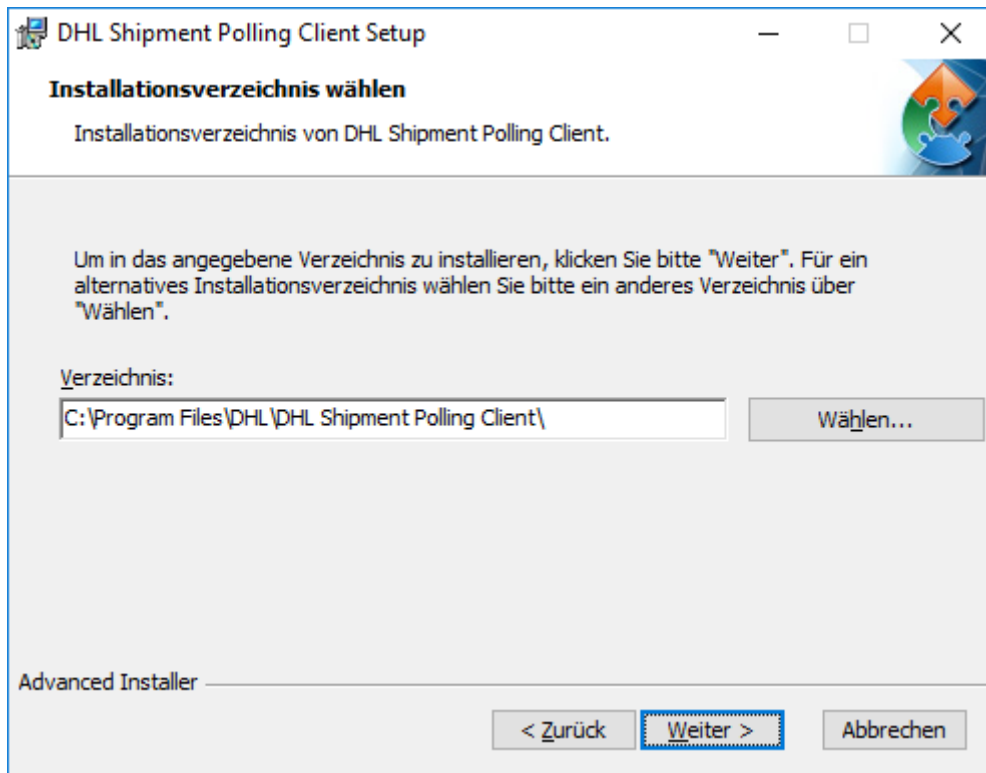 DHL Shipment Polling Client Setup
Installationsverzeichnis wählen
Installationsverzeichnis von DHL Shipment Polling Client.
Um in das angegebene Verzeichnis zu installieren, klicken Sie bitte "Weiter". Für ein
alternatives Installationsverzeichnis wählen Sie bitte ein anderes Verzeichnis über
"Wählen".
Verzeichnis:
C:\Program Files\DHL\DHL Shipment Polling Client\
Wählen...
Advanced Installer
< Zurück
Weiter >
Abbrechen